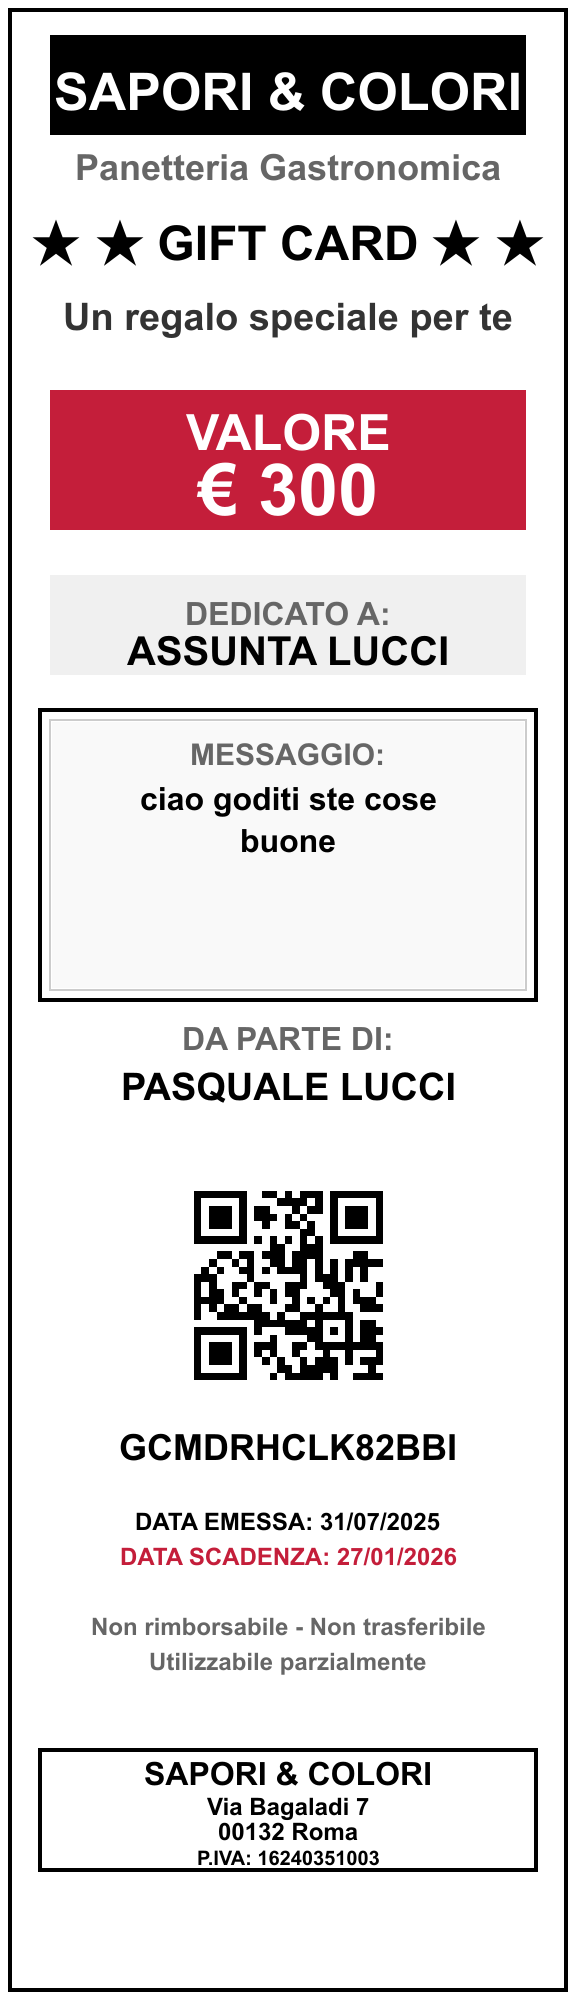 SAPORI & COLORI
Panetteria Gastronomica
★ ★ GIFT CARD ★ ★
Un regalo speciale per te
VALORE
€ 300
DEDICATO A:
ASSUNTA LUCCI
MESSAGGIO:
ciao goditi ste cose
buone
DA PARTE DI:
PASQUALE LUCCI
GCMDRHCLK82BBI
DATA EMESSA: 31/07/2025
DATA SCADENZA: 27/01/2026
Non rimborsabile - Non trasferibile
Utilizzabile parzialmente
SAPORI & COLORI
Via Bagaladi 7
00132 Roma
P.IVA: 16240351003